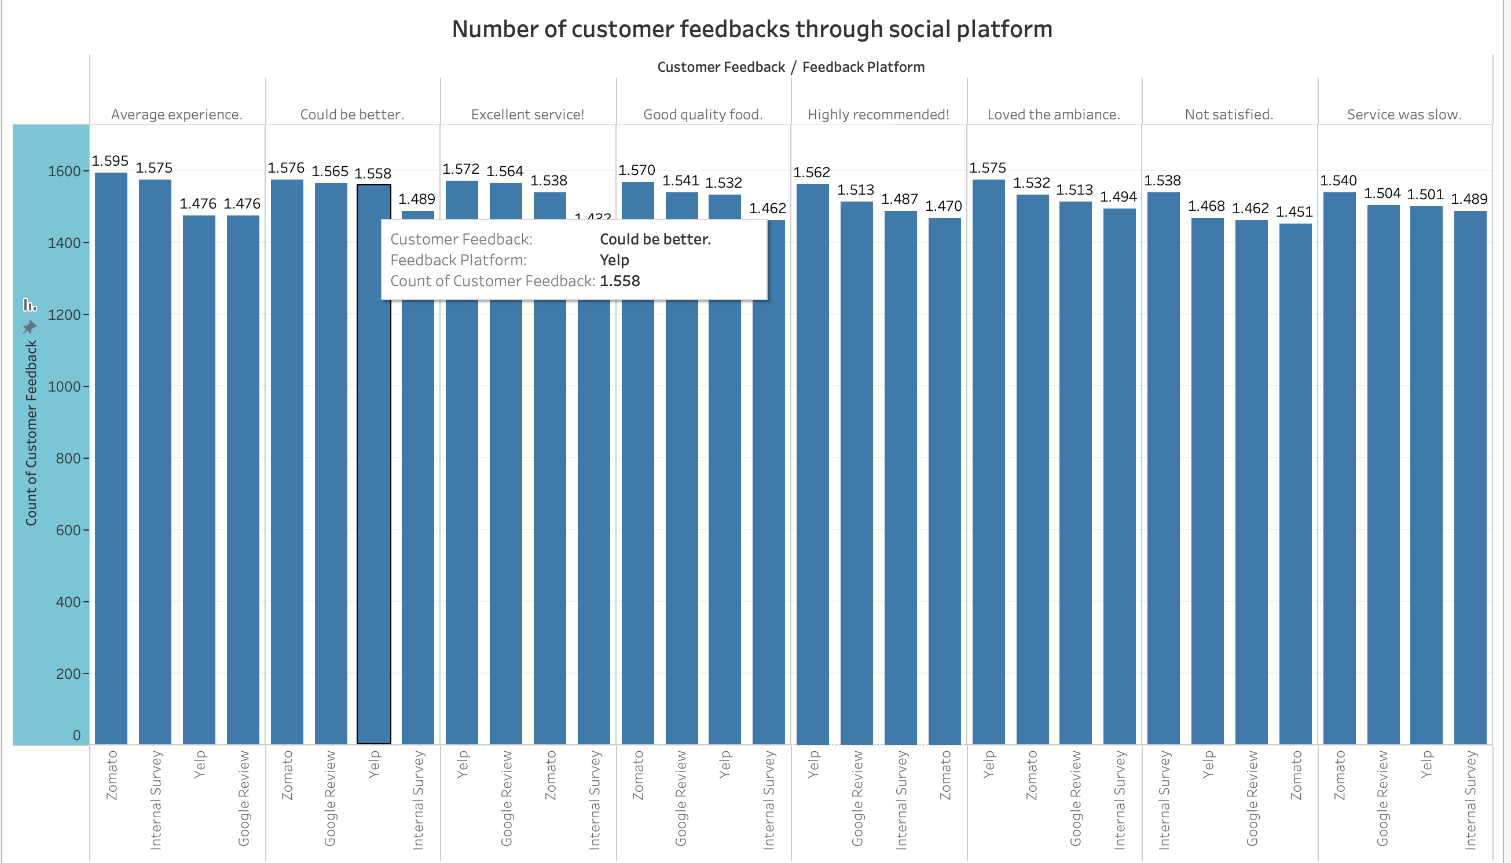 Number of customer feedbacks through social platform
Customer Feedback / Feedback Platform
Average experience. Could be better. Excellent service! Good quality food. Highly recommended! Loved the ambiance. Not satisfied. Service was slow.
1.595 1.575 1.476 1.476 1.576 1.565 1.558 1.489 1.572 1.564 1.538 1.570 1.541 1.532 1.462 1.562 1.513 1.487 1.470 1.575 1.532 1.513 1.494 1.538 1.468 1.462 1.451 1.540 1.504 1.501 1.489
Customer Feedback: Could be better.
Feedback Platform: Yelp
Count of Customer Feedback: 1.558
Count of Customer Feedback
1600
1400
1200
1000
800
600
400
200
0
Zomato Internal Survey Yelp Google Review Zomato Google Review Yelp Internal Survey Yelp Google Review Zomato Internal Survey Zomato Google Review Yelp Internal Survey Yelp Google Review Internal Survey Zomato Yelp Zomato Google Review Internal Survey Internal Survey Yelp Google Review Zomato Zomato Google Review Yelp Internal Survey